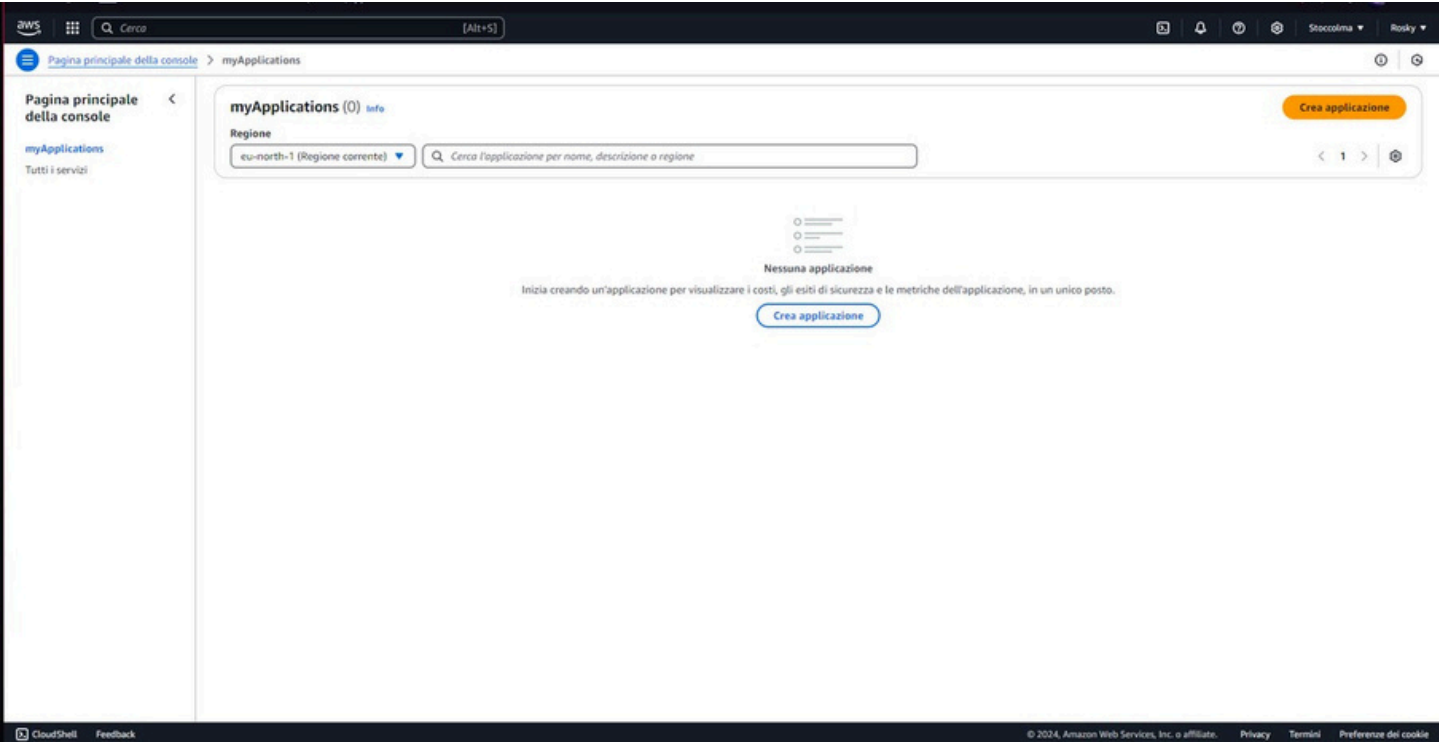 aws
Cerca [Alt+S]
Stoccolma Rosky
Pagina principale della console > myApplications
Pagina principale della console
myApplications
Tutti i servizi
myApplications (0) Info
Crea applicazione
Regione
eu-north-1 (Regione corrente)
Cerca l'applicazione per nome, descrizione o regione
< 1 >
Nessuna applicazione
Inizia creando un'applicazione per visualizzare i costi, gli esiti di sicurezza e le metriche dell'applicazione, in un unico posto.
Crea applicazione
CloudShell Feedback
© 2024, Amazon Web Services, Inc. o affiliate. Privacy Termini Preferenze dei cookie